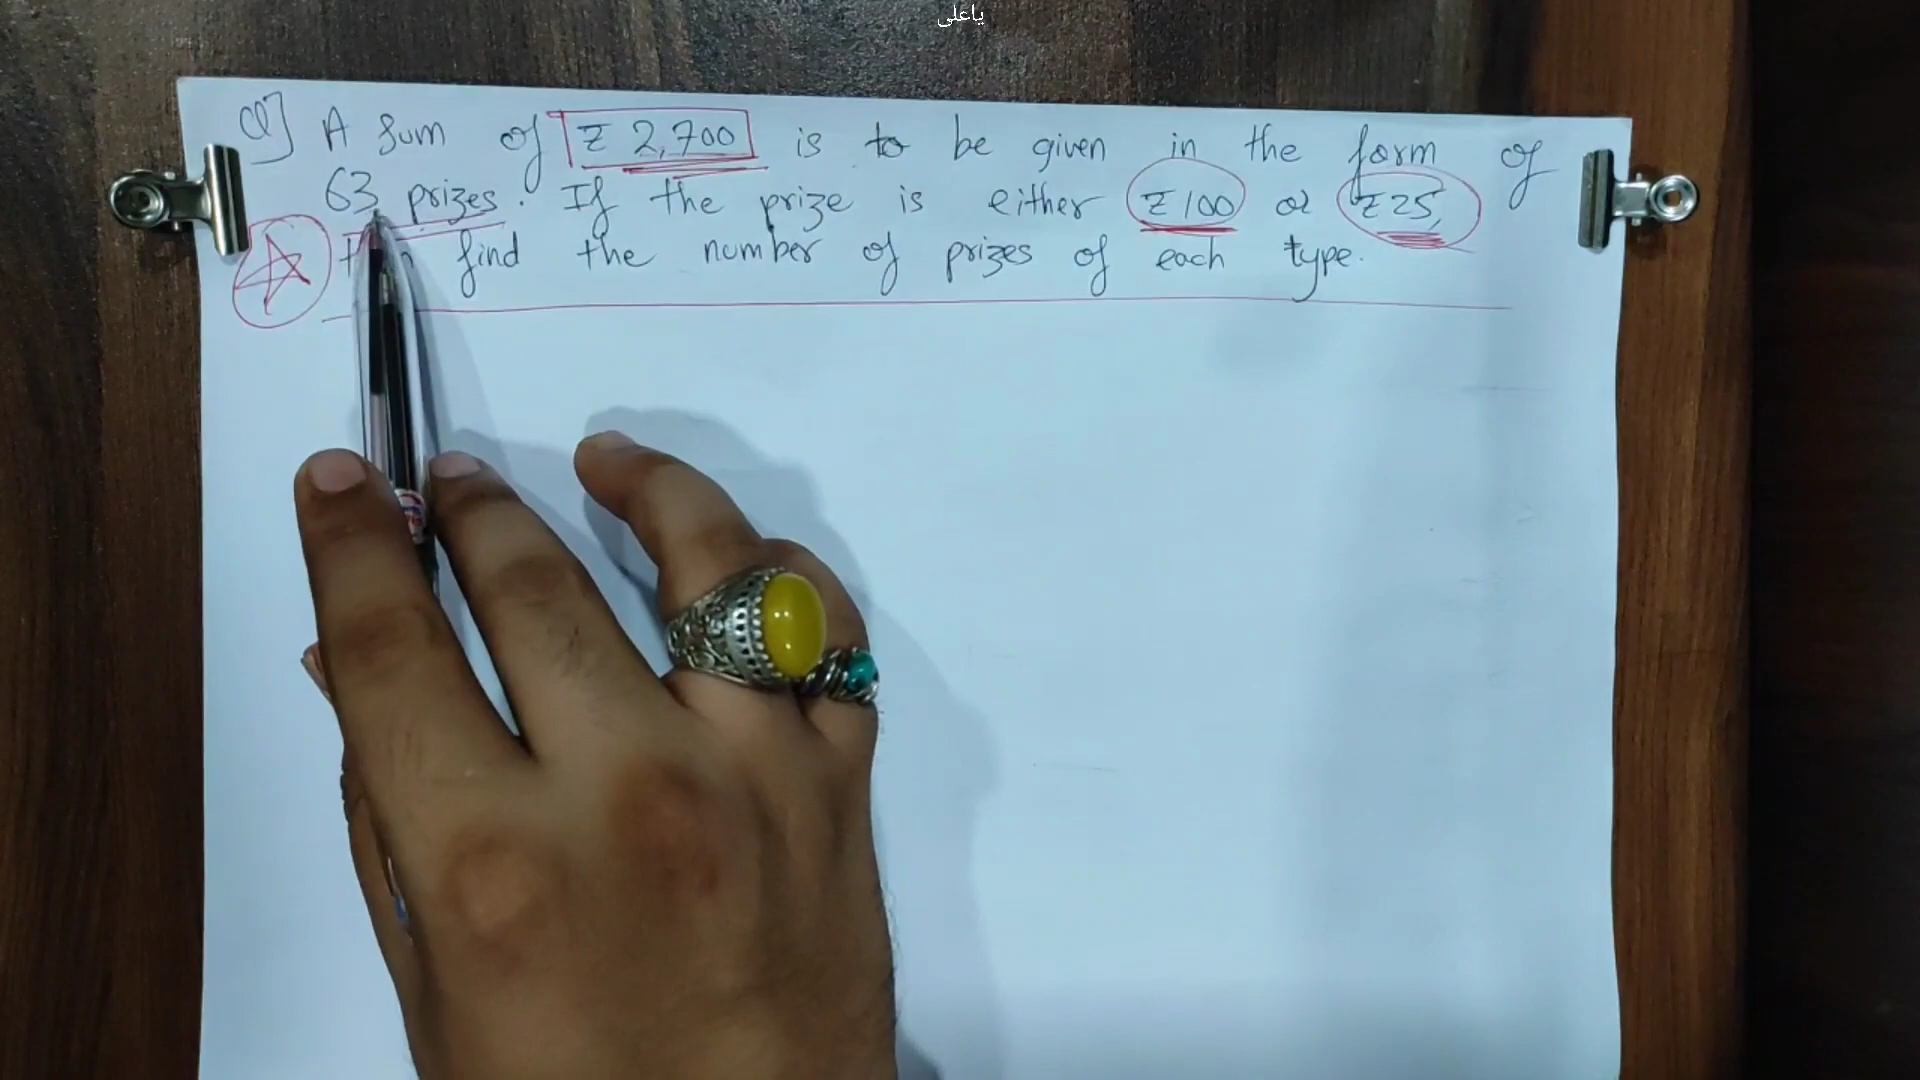 ياعلى
Q] A sum of ₹ 2,700 is to be given in the form of
63 prizes. If the prize is either ₹100 or ₹25,
find the number of prizes of each type.